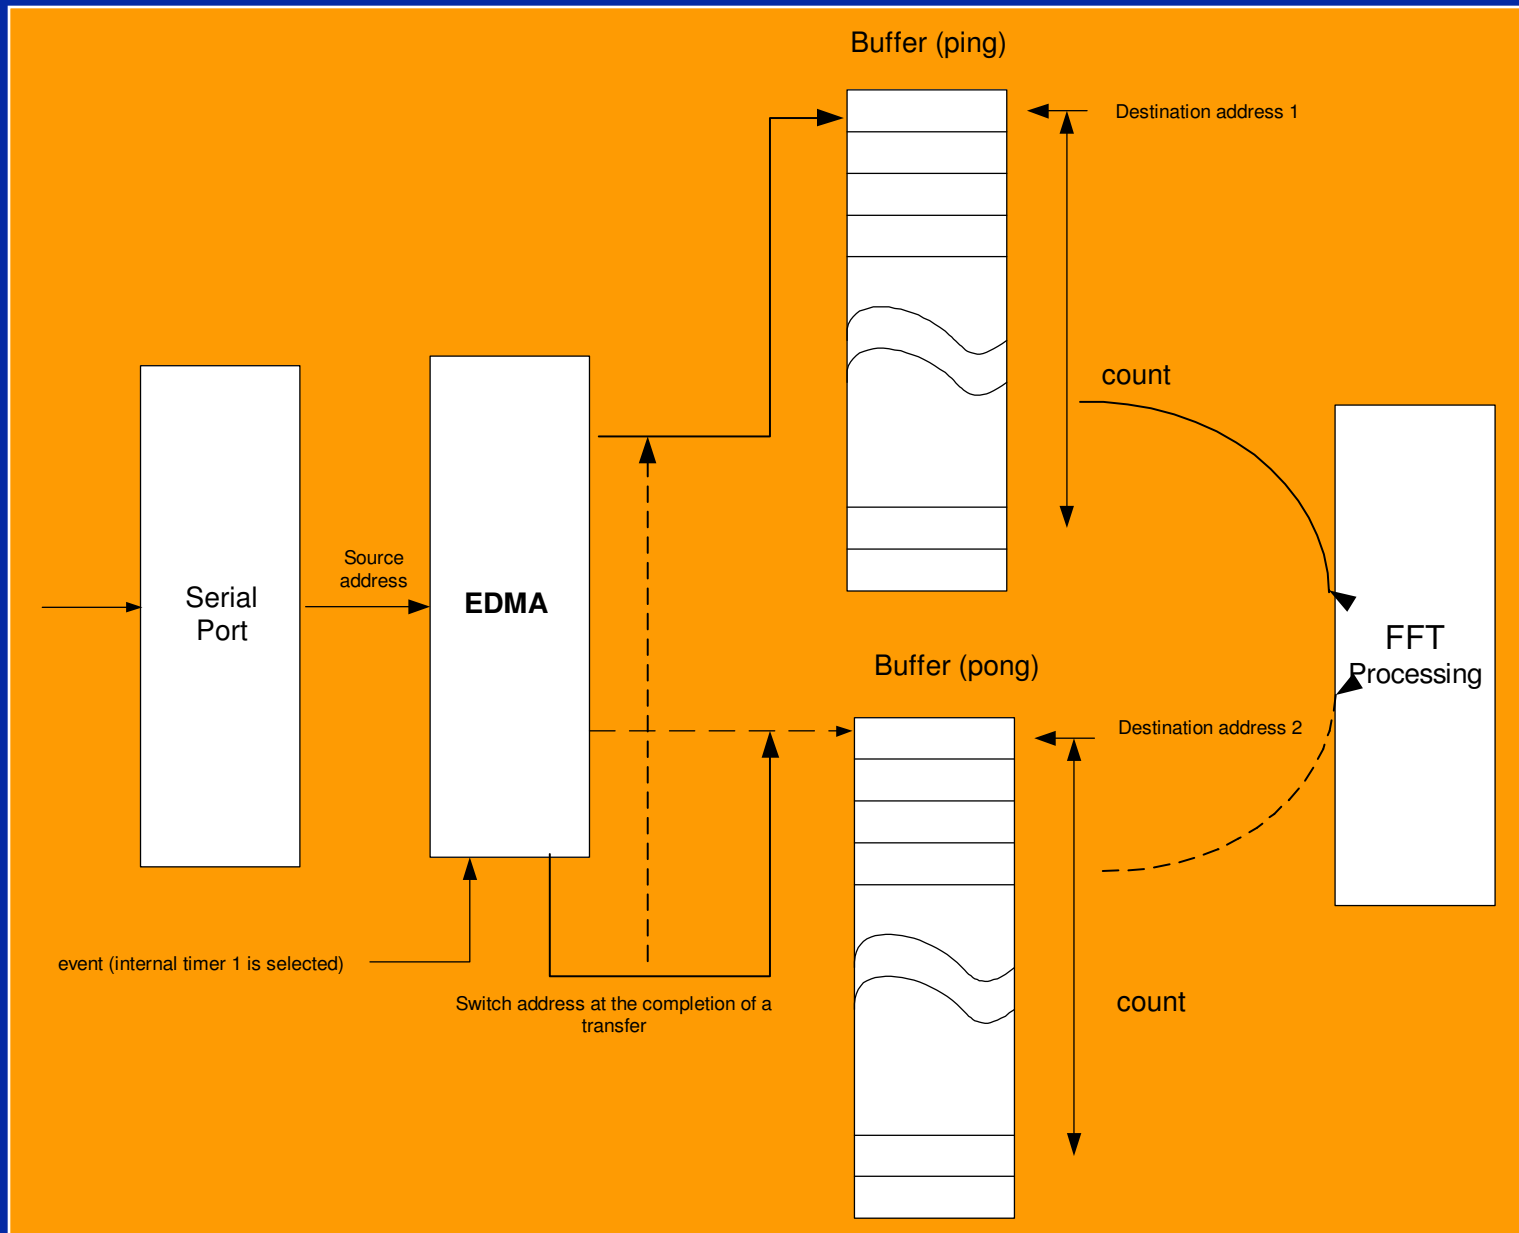 Buffer (ping)
Destination address 1
count
Source
address
Serial
Port
EDMA
FFT
Processing
Buffer (pong)
Destination address 2
event (internal timer 1 is selected)
Switch address at the completion of a
transfer
count